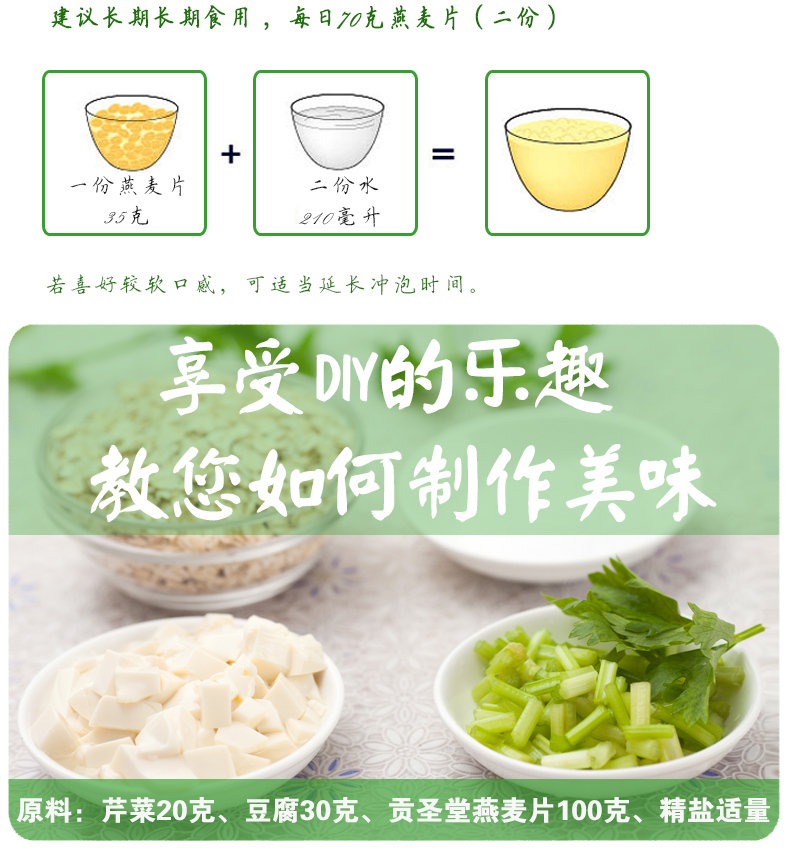 建议长期长期食用，每日70克燕麦片（二份）
一份燕麦片
35克
+
二份水
210毫升
=
若喜好较软口感，可适当延长冲泡时间。
享受DIY的乐趣
教您如何制作美味
原料：芹菜20克、豆腐30克、贡圣堂燕麦片100克、精盐适量